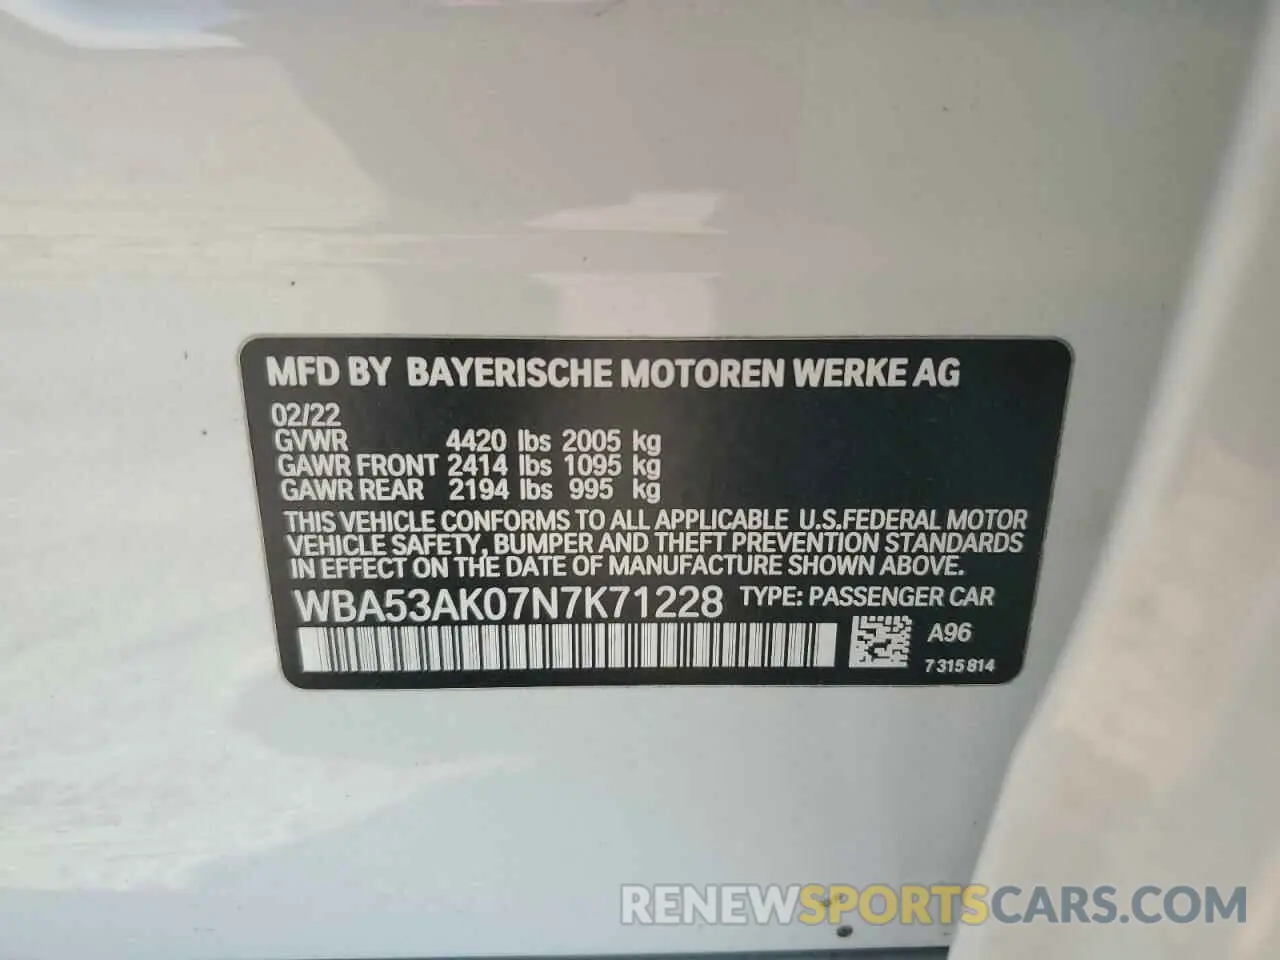 MFD BY BAYERISCHE MOTOREN WERKE AG
02/22
GVWR 4420 lbs 2005 kg
GAWR FRONT 2414 lbs 1095 kg
GAWR REAR 2194 lbs 995 kg
THIS VEHICLE CONFORMS TO ALL APPLICABLE U.S.FEDERAL MOTOR
VEHICLE SAFETY, BUMPER AND THEFT PREVENTION STANDARDS
IN EFFECT ON THE DATE OF MANUFACTURE SHOWN ABOVE.
WBA53AK07N7K71228 TYPE: PASSENGER CAR
A96
7 315 814
RENEWSPORTSCARS.COM